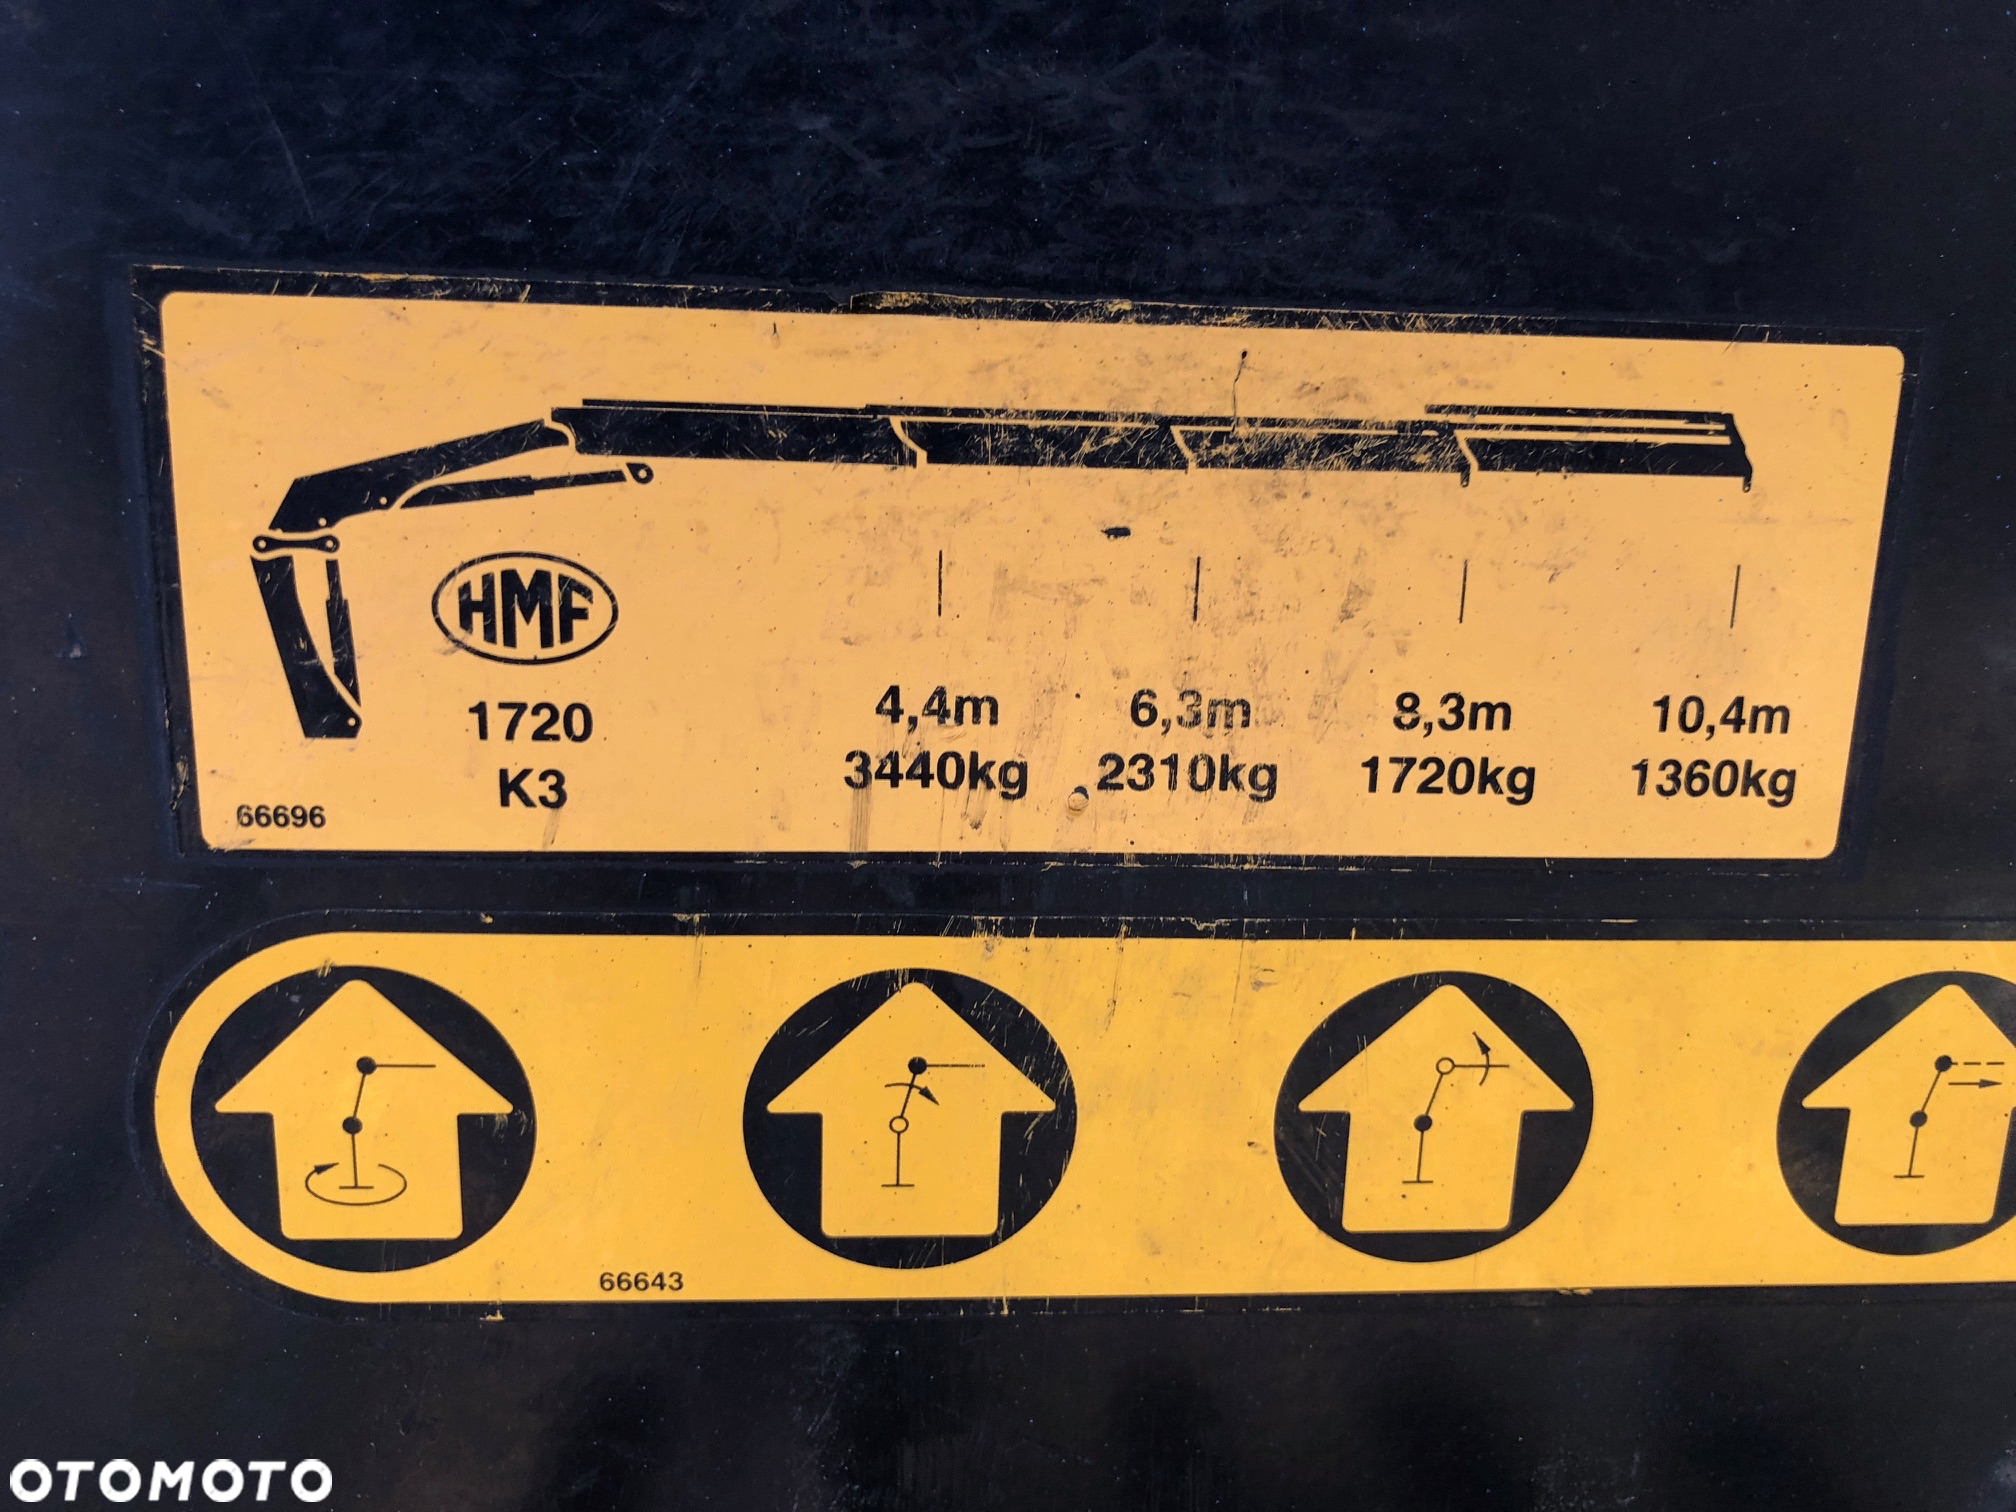 HMF
1720
K3
66696
4,4m 6,3m 8,3m 10,4m
3440kg 2310kg 1720kg 1360kg
66643
OTOMOTO